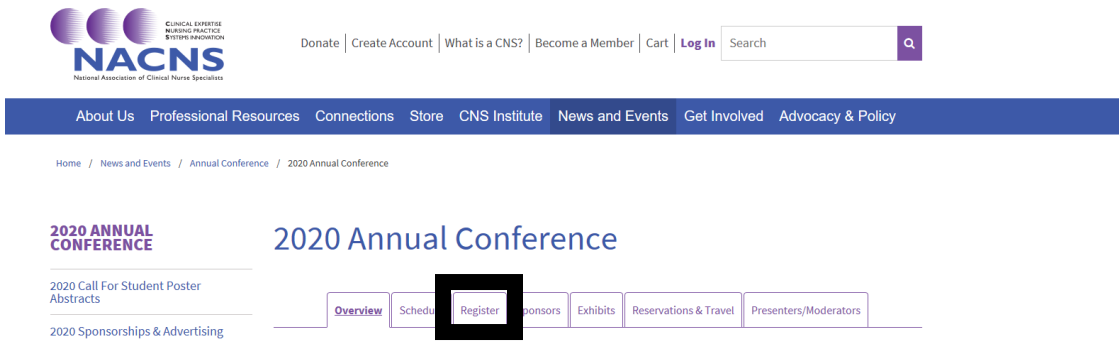 CLINICAL EXPERTISE
NURSING PRACTICE
SYSTEMS INNOVATION
NACNS
National Association of Clinical Nurse Specialists
Donate | Create Account | What is a CNS? | Become a Member | Cart | Log In Search
About Us Professional Resources Connections Store CNS Institute News and Events Get Involved Advocacy & Policy
Home / News and Events / Annual Conference / 2020 Annual Conference
2020 ANNUAL
CONFERENCE
2020 Call For Student Poster
Abstracts
2020 Sponsorships & Advertising
2020 Annual Conference
Overview Schedu Register ponsors Exhibits Reservations & Travel Presenters/Moderators